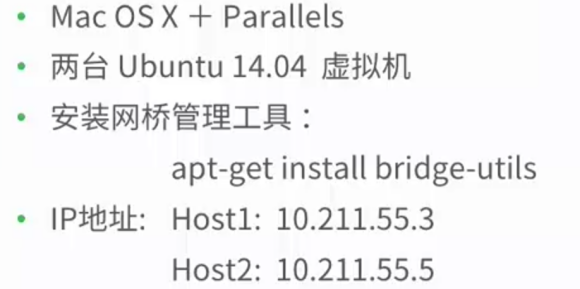 • Mac OS X + Parallels
• 两台 Ubuntu 14.04 虚拟机
• 安装网桥管理工具：
apt-get install bridge-utils
• IP地址: Host1: 10.211.55.3
Host2: 10.211.55.5